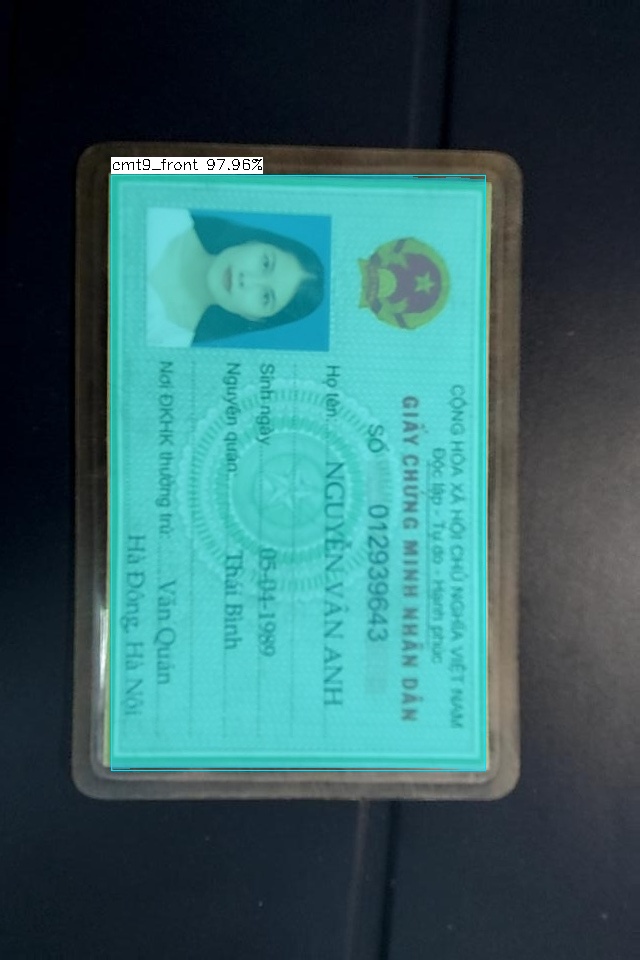 cmt9_front 97.96%
CỘNG HÒA XÃ HỘI CHỦ NGHĨA VIỆT NAM
Độc lập - Tự do - Hạnh phúc
GIẤY CHỨNG MINH NHÂN DÂN
SỐ 012939643
Họ tên: NGUYỄN VÂN ANH
Sinh ngày 05-04-1989
Nguyên quán Thái Bình
Nơi ĐKHK thường trú Văn Quán
Hà Đông, Hà Nội